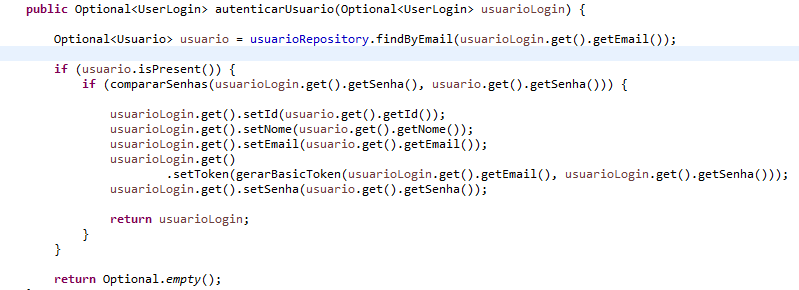 public Optional<UserLogin> autenticarUsuario(Optional<UserLogin> usuarioLogin) {
Optional<Usuario> usuario = usuarioRepository.findByEmail(usuarioLogin.get().getEmail());
if (usuario.isPresent()) {
if (compararSenhas(usuarioLogin.get().getSenha(), usuario.get().getSenha())) {
usuarioLogin.get().setId(usuario.get().getId());
usuarioLogin.get().setNome(usuario.get().getNome());
usuarioLogin.get().setEmail(usuario.get().getEmail());
usuarioLogin.get()
.setToken(gerarBasicToken(usuarioLogin.get().getEmail(), usuarioLogin.get().getSenha()));
usuarioLogin.get().setSenha(usuario.get().getSenha());
return usuarioLogin;
}
}
return Optional.empty();